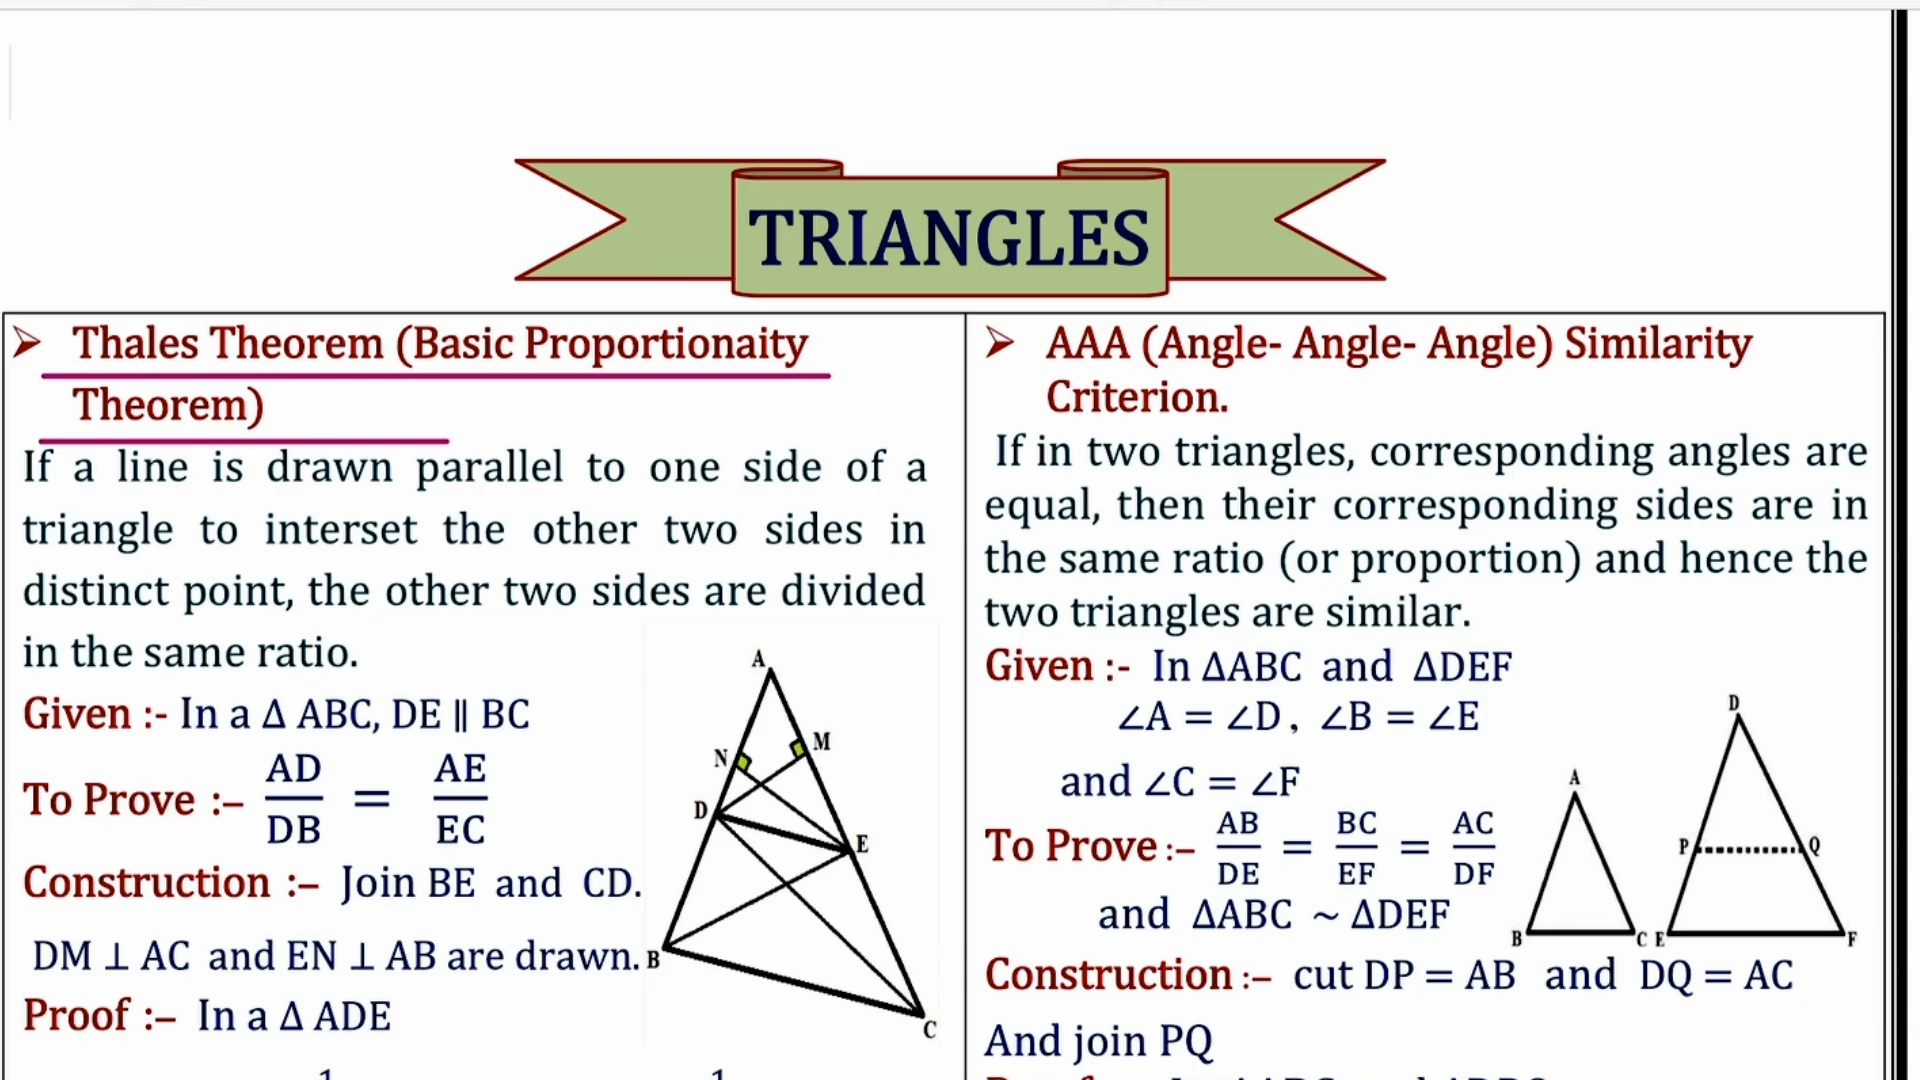 TRIANGLES
➢ Thales Theorem (Basic Proportionaity
Theorem)
If a line is drawn parallel to one side of a
triangle to interset the other two sides in
distinct point, the other two sides are divided
in the same ratio.
Given :- In a Δ ABC, DE ∥ BC
To Prove :– AD/DB = AE/EC
Construction :– Join BE and CD.
DM ⊥ AC and EN ⊥ AB are drawn.
Proof :– In a Δ ADE
A
N
M
D
E
B
C
➢ AAA (Angle- Angle- Angle) Similarity
Criterion.
If in two triangles, corresponding angles are
equal, then their corresponding sides are in
the same ratio (or proportion) and hence the
two triangles are similar.
Given :- In ΔABC and ΔDEF
∠A = ∠D , ∠B = ∠E
and ∠C = ∠F
To Prove :– AB/DE = BC/EF = AC/DF
and ΔABC ~ ΔDEF
Construction :– cut DP = AB and DQ = AC
And join PQ
D
A
P
Q
B
C
E
F